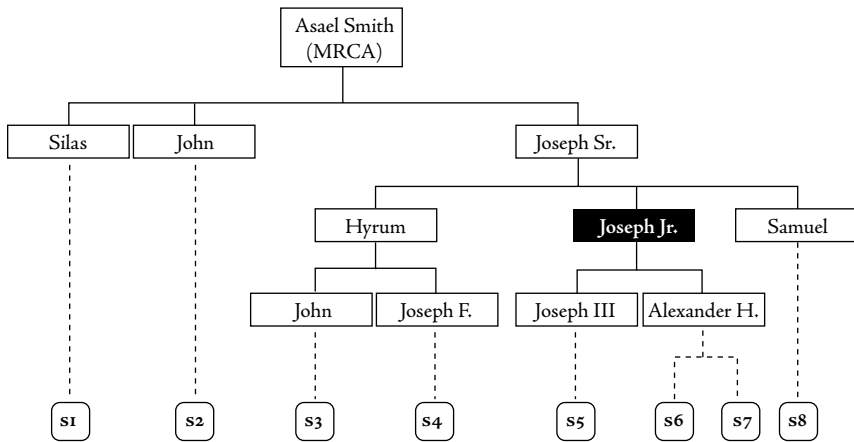 Asael Smith
(MRCA)
Silas
John
Joseph Sr.
Hyrum
Joseph Jr.
Samuel
John
Joseph F.
Joseph III
Alexander H.
s1
s2
s3
s4
s5
s6
s7
s8